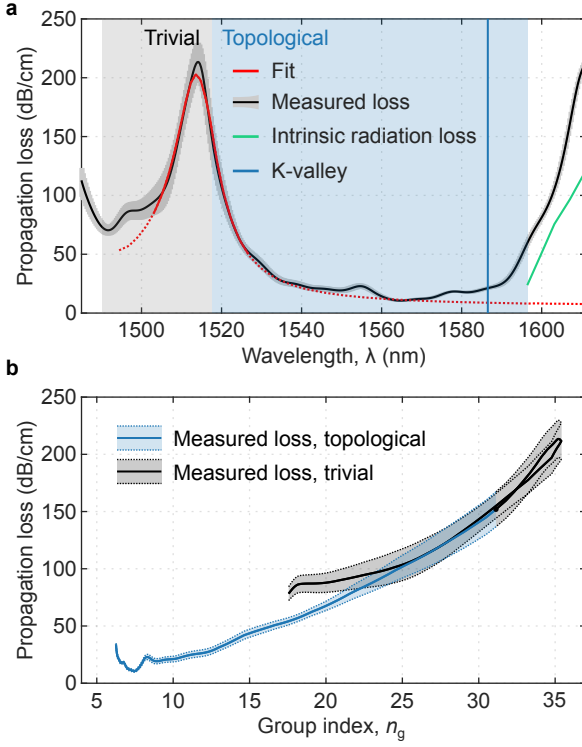 a
Trivial Topological
Fit
Measured loss
Intrinsic radiation loss
K-valley
Propagation loss (dB/cm)
250
200
150
100
50
0
1500 1520 1540 1560 1580 1600
Wavelength, λ (nm)
b
Measured loss, topological
Measured loss, trivial
Propagation loss (dB/cm)
250
200
150
100
50
0
5 10 15 20 25 30 35
Group index, ng